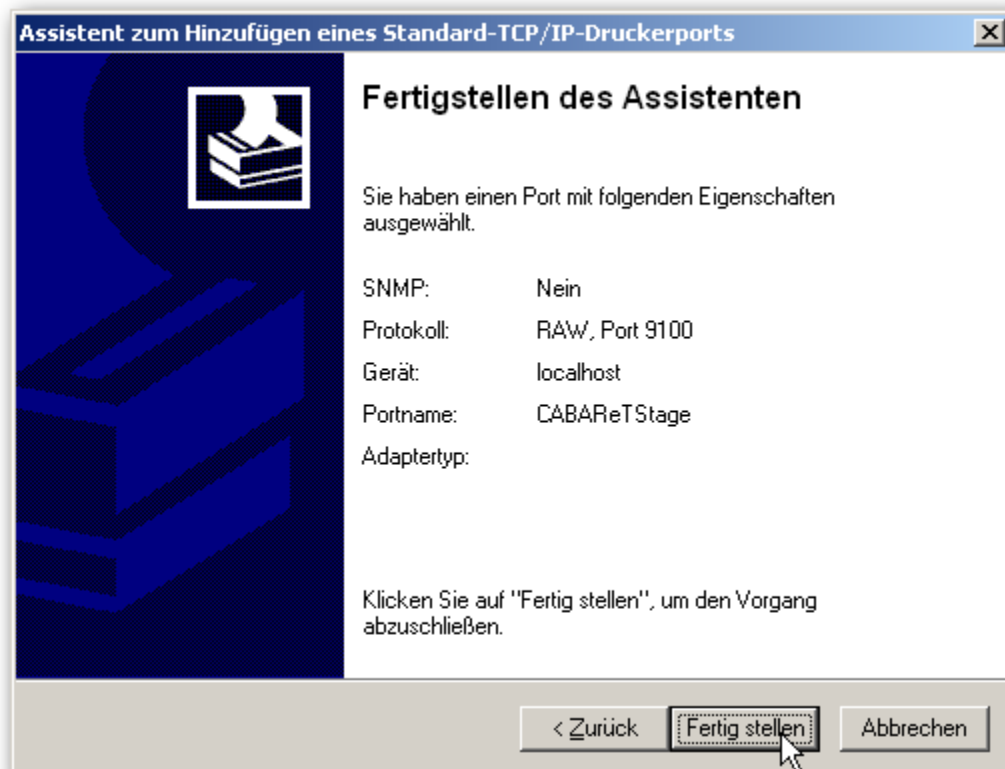 Assistent zum Hinzufügen eines Standard-TCP/IP-Druckerports
Fertigstellen des Assistenten
Sie haben einen Port mit folgenden Eigenschaften
ausgewählt.
SNMP: Nein
Protokoll: RAW, Port 9100
Gerät: localhost
Portname: CABAReTStage
Adaptertyp:
Klicken Sie auf "Fertig stellen", um den Vorgang
abzuschließen.
< Zurück Fertig stellen Abbrechen